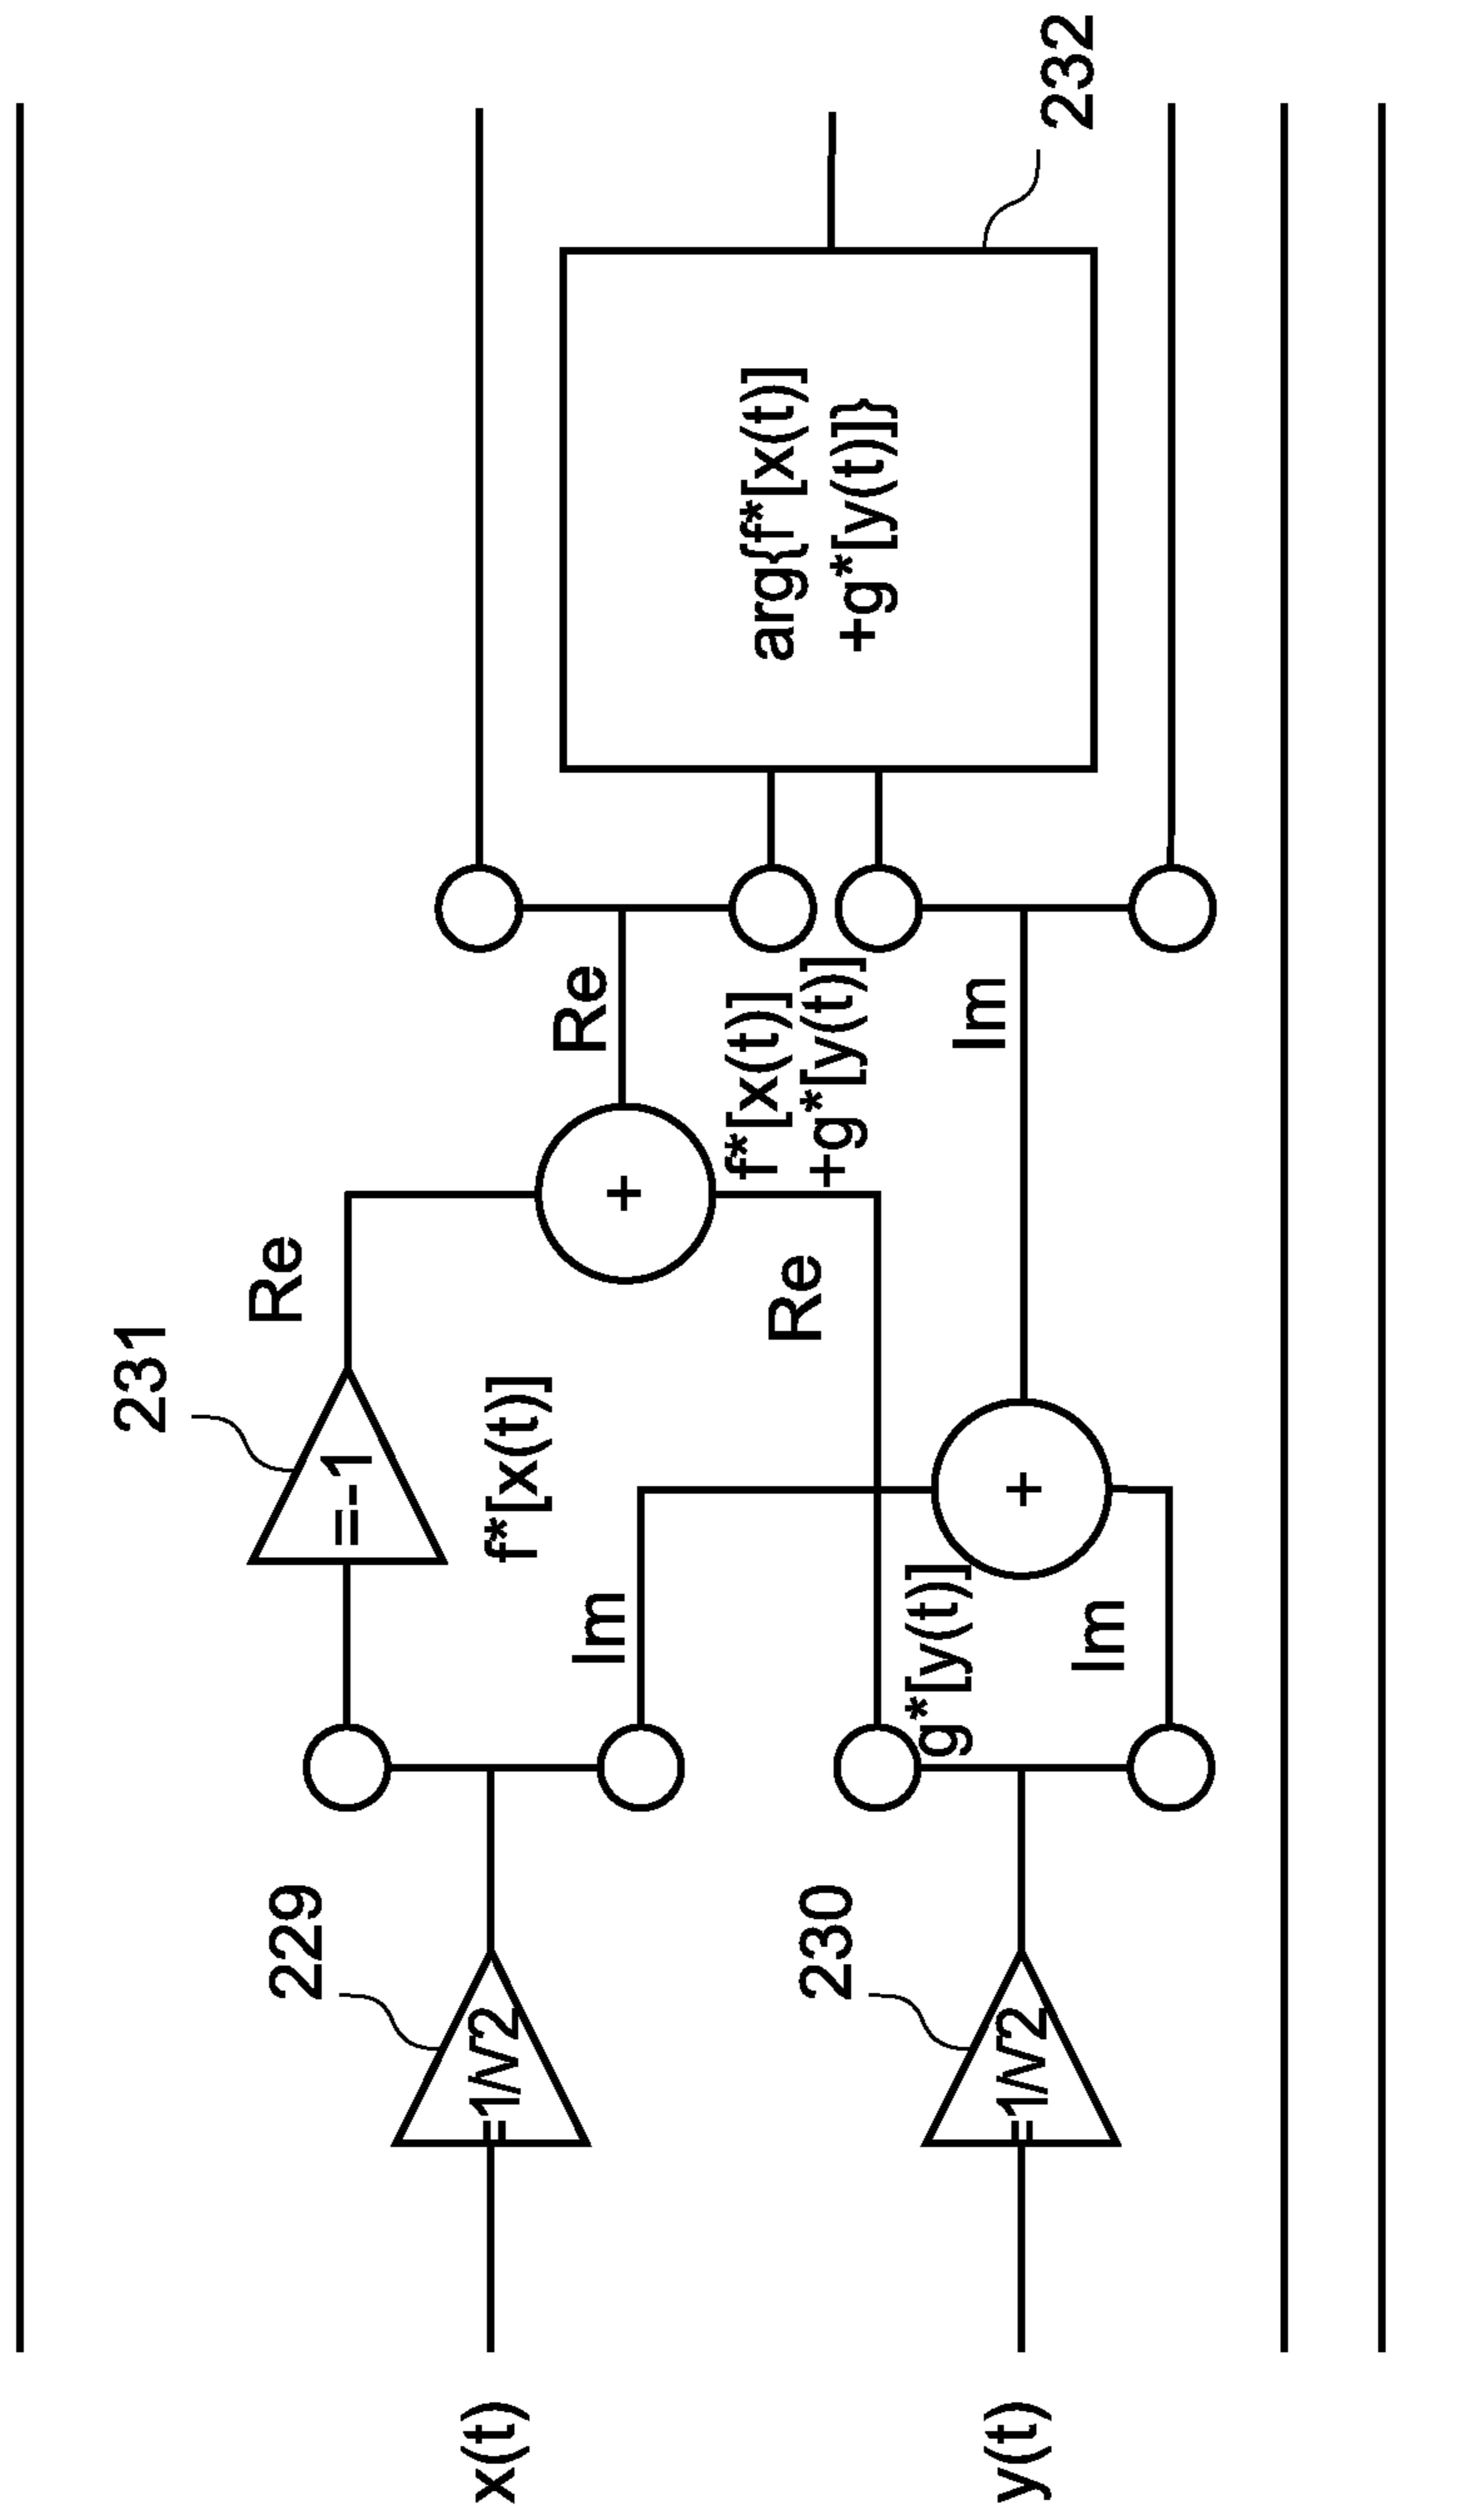 231
Re
=-1
229
=1/√2
x(t)
f*[x(t)]
Im
Re
Re
f*[x(t)]
+g*[y(t)]
arg{f*[x(t)]
+g*[y(t)]}
230
=1/√2
y(t)
g*[y(t)]
Im
Im
232